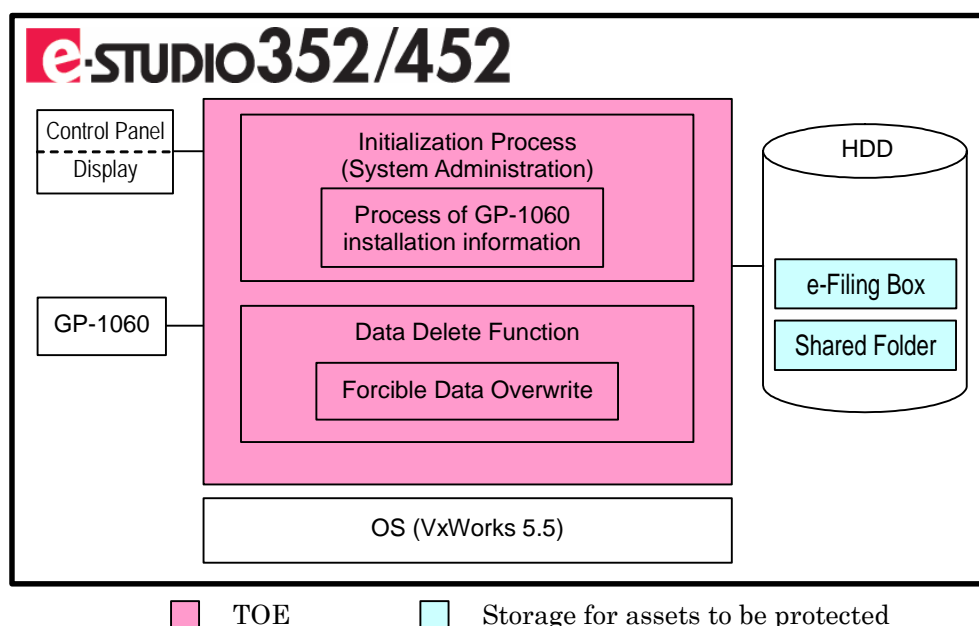 e-STUDIO352/452
Control Panel
Display
Initialization Process
(System Administration)
Process of GP-1060
installation information
HDD
e-Filing Box
Shared Folder
GP-1060
Data Delete Function
Forcible Data Overwrite
OS (VxWorks 5.5)
TOE
Storage for assets to be protected